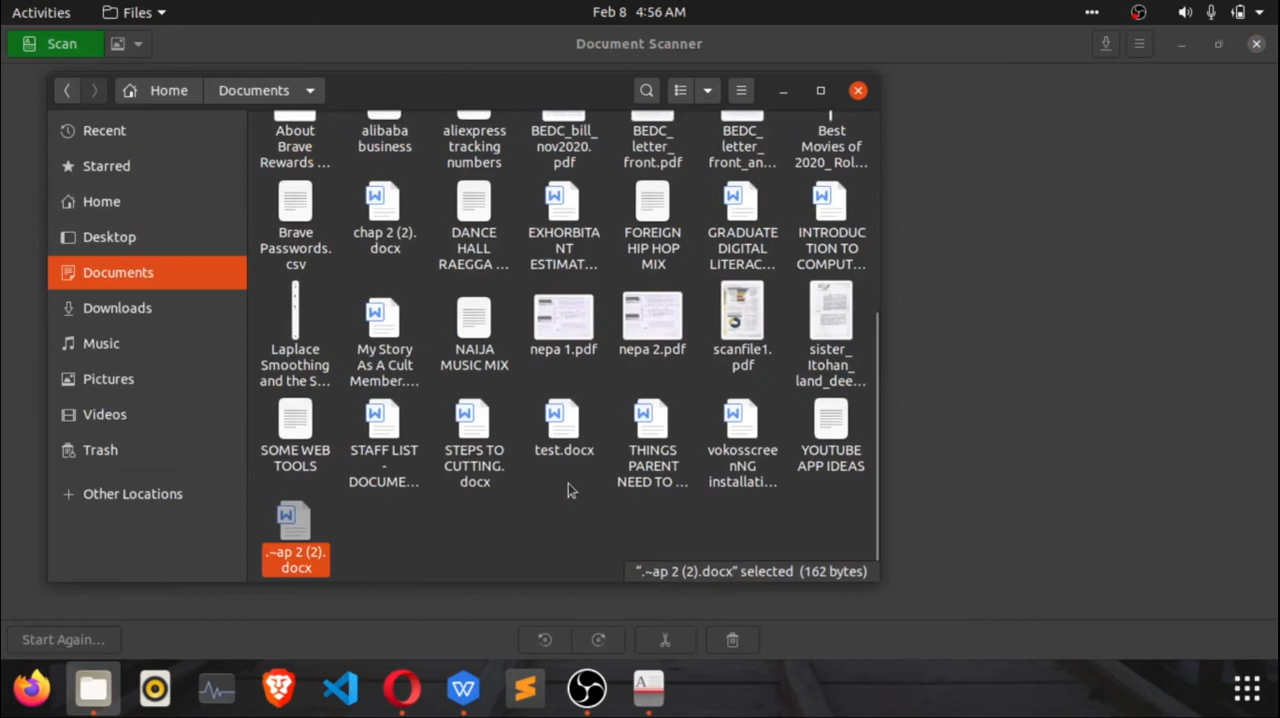 Activities
Files
Feb 8 4:56 AM
Scan
Document Scanner
Home
Documents
Recent
Starred
Home
Desktop
Documents
Downloads
Music
Pictures
Videos
Trash
Other Locations
About
Brave
Rewards ...
alibaba
business
aliexpress
tracking
numbers
BEDC_bill_
nov2020.
pdf
BEDC_
letter_
front.pdf
BEDC_
letter_
front_an...
Best
Movies of
2020_Rol...
Brave
Passwords.
csv
chap 2 (2).
docx
DANCE
HALL
RAEGGA ...
EXHORBITA
NT
ESTIMAT...
FOREIGN
HIP HOP
MIX
GRADUATE
DIGITAL
LITERAC...
INTRODUC
TION TO
COMPUT...
Laplace
Smoothing
and the S...
My Story
As A Cult
Member....
NAIJA
MUSIC MIX
nepa 1.pdf
nepa 2.pdf
scanfile1.
pdf
sister_
Itohan_
land_dee...
SOME WEB
TOOLS
STAFF LIST
-
DOCUME...
STEPS TO
CUTTING.
docx
test.docx
THINGS
PARENT
NEED TO ...
vokosscree
nNG
installati...
YOUTUBE
APP IDEAS
.~ap 2 (2).
docx
".~ap 2 (2).docx" selected (162 bytes)
Start Again...